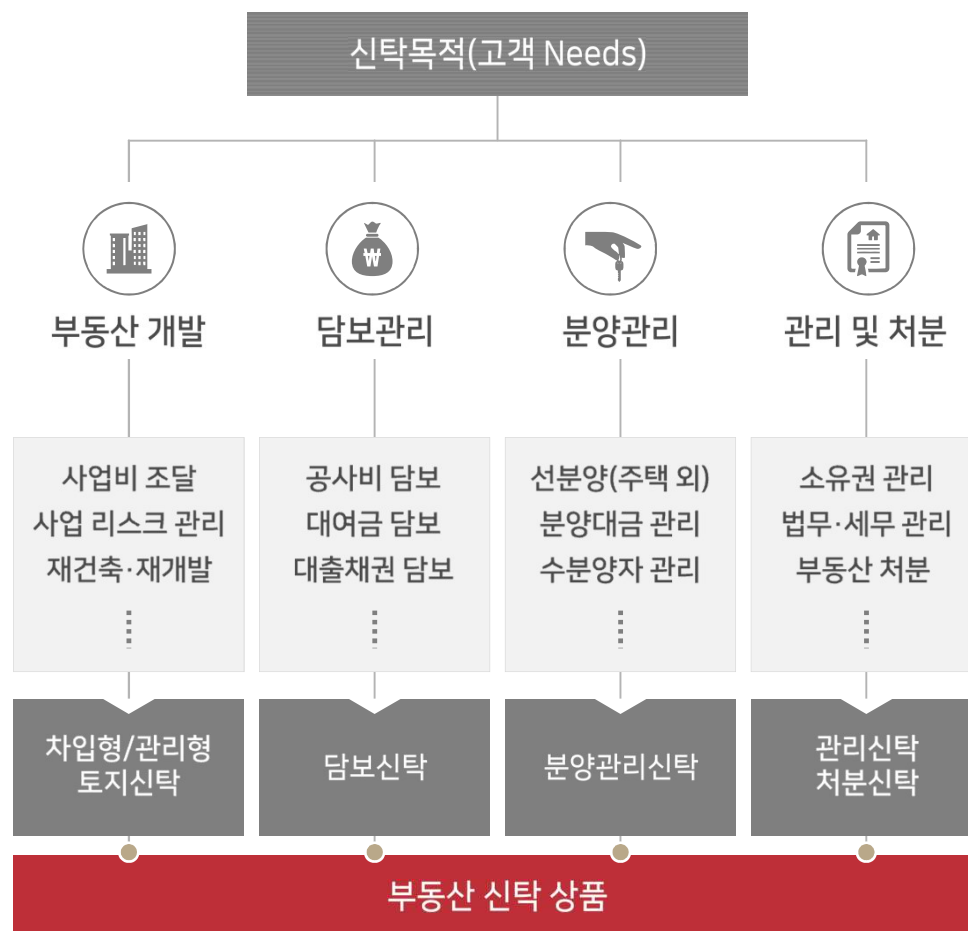 신탁목적(고객 Needs)
부동산 개발
담보관리
분양관리
관리 및 처분
사업비 조달
사업 리스크 관리
재건축·재개발
공사비 담보
대여금 담보
대출채권 담보
선분양(주택 외)
분양대금 관리
수분양자 관리
소유권 관리
법무·세무 관리
부동산 처분
차입형/관리형
토지신탁
담보신탁
분양관리신탁
관리신탁
처분신탁
부동산 신탁 상품